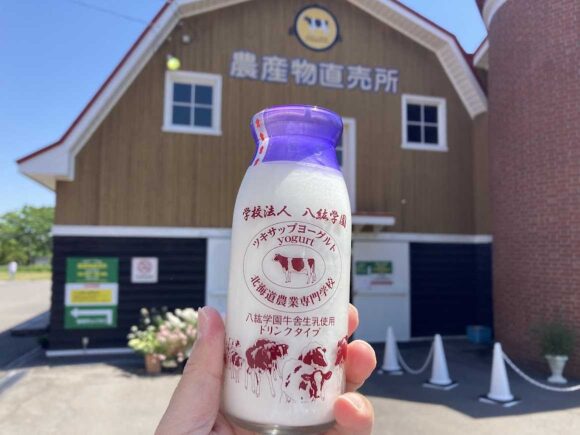 農産物直売所
学校法人 八紘学園
ツキサップヨーグルト
yogurt
北海道農業専門学校
八紘学園牛舎生乳使用
ドリンクタイプ